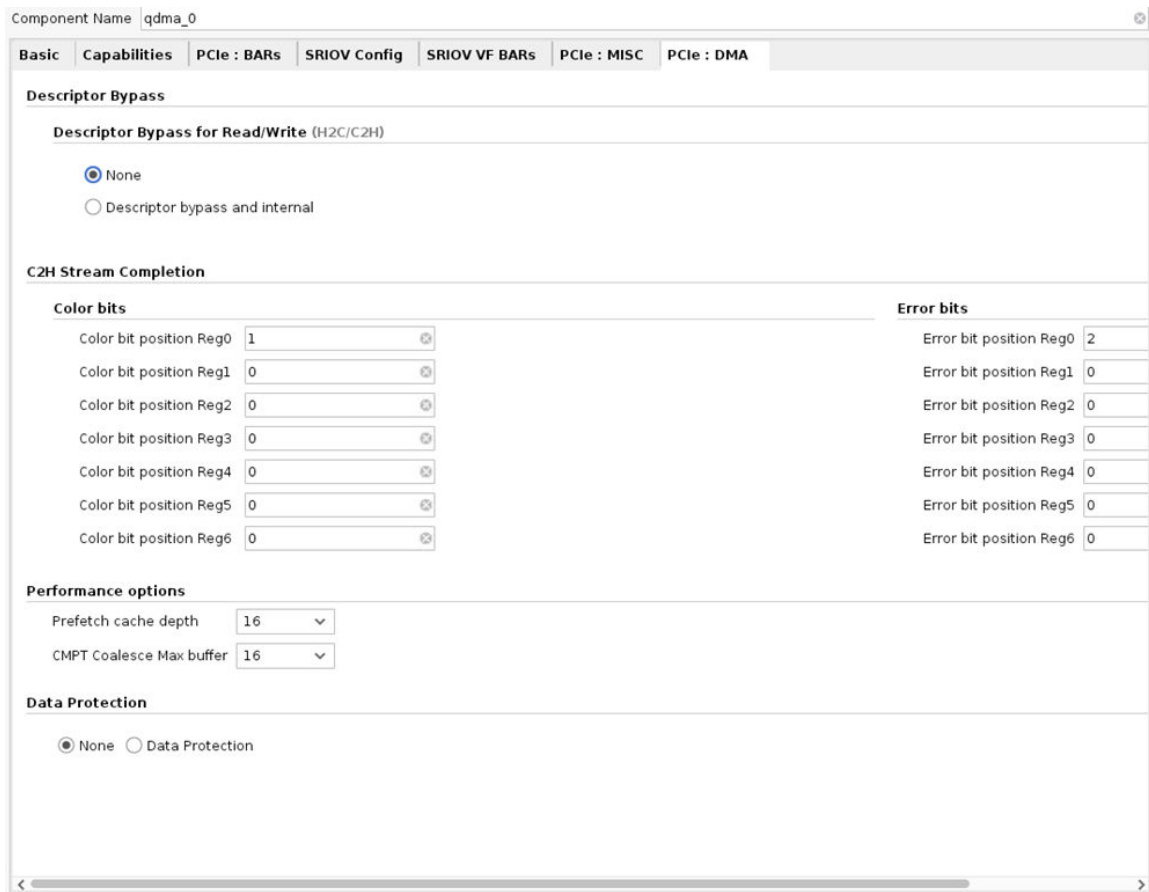 Component Name qdma_0
Basic Capabilities PCIe : BARs SRIOV Config SRIOV VF BARs PCIe : MISC PCIe : DMA
Descriptor Bypass
Descriptor Bypass for Read/Write (H2C/C2H)
None
Descriptor bypass and internal
C2H Stream Completion
Color bits Error bits
Color bit position Reg0 1 Error bit position Reg0 2
Color bit position Reg1 0 Error bit position Reg1 0
Color bit position Reg2 0 Error bit position Reg2 0
Color bit position Reg3 0 Error bit position Reg3 0
Color bit position Reg4 0 Error bit position Reg4 0
Color bit position Reg5 0 Error bit position Reg5 0
Color bit position Reg6 0 Error bit position Reg6 0
Performance options
Prefetch cache depth 16
CMPT Coalesce Max buffer 16
Data Protection
None Data Protection